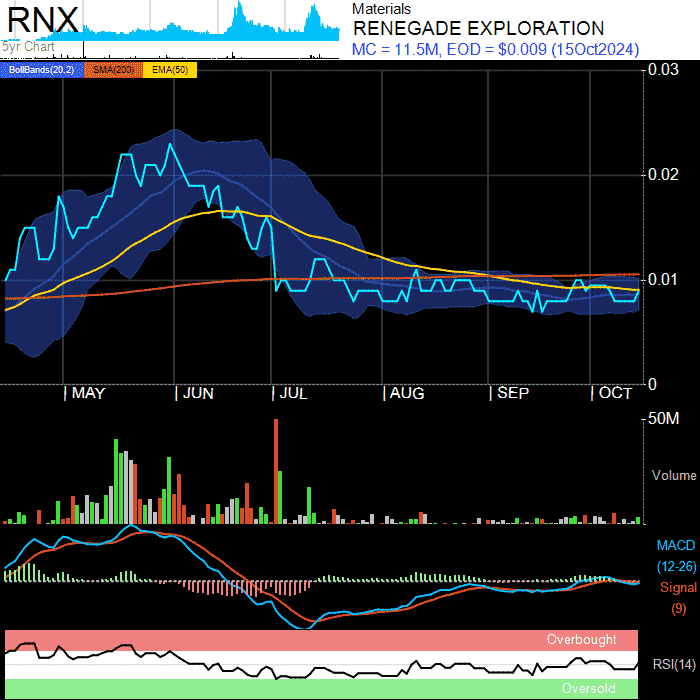 RNX
5yr Chart
Materials
RENEGADE EXPLORATION
MC = 11.5M, EOD = $0.009 (15Oct2024)
BollBands(20,2) SMA(200) EMA(50)
0.03
0.02
0.01
0
MAY JUN JUL AUG SEP OCT
50M
Volume
MACD
(12-26)
Signal
(9)
Overbought
RSI(14)
Oversold